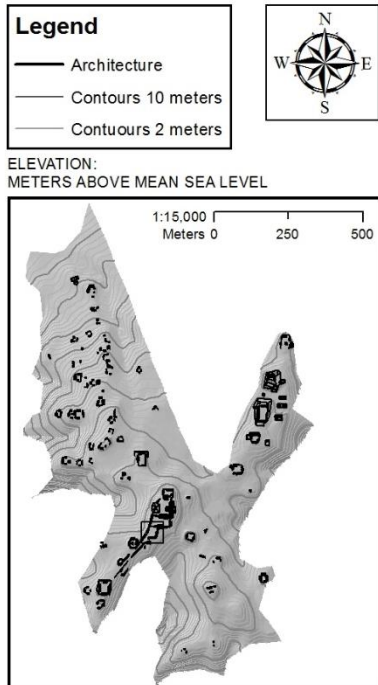 Legend
Architecture
Contours 10 meters
Contuours 2 meters
N
W E
S
ELEVATION:
METERS ABOVE MEAN SEA LEVEL
1:15,000
Meters 0 250 500